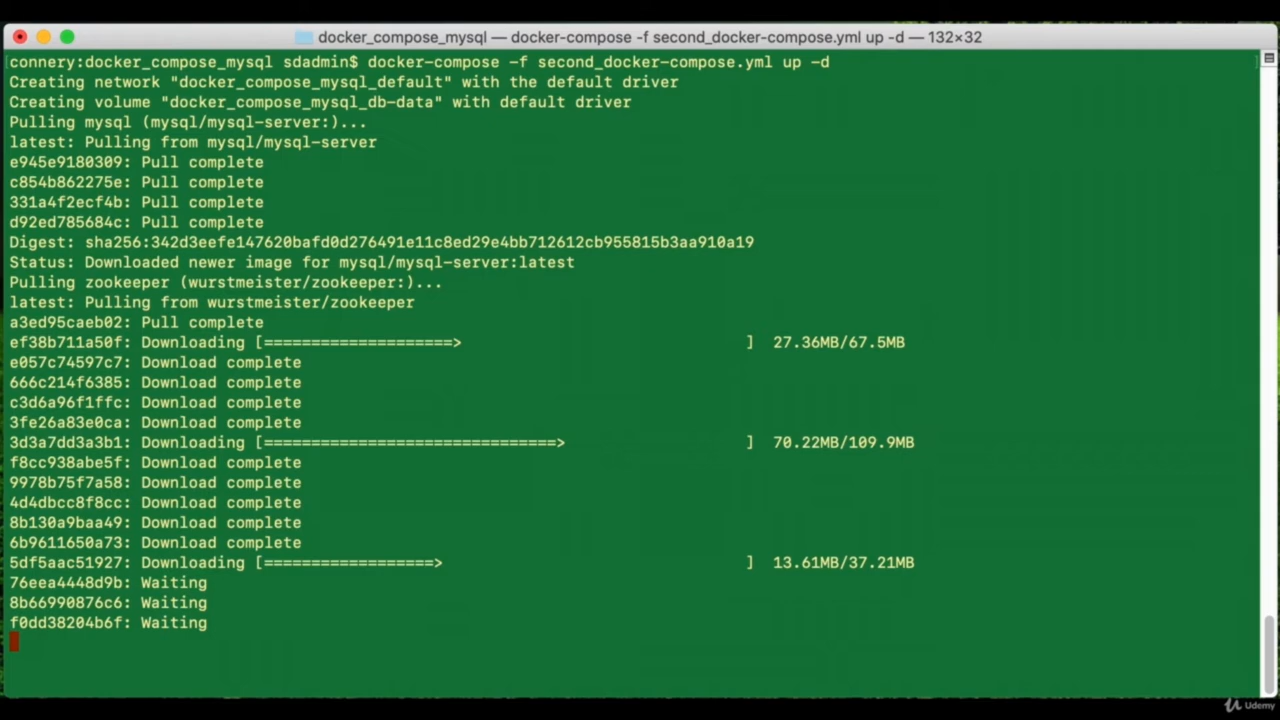 docker_compose_mysql — docker-compose -f second_docker-compose.yml up -d — 132×32
connery:docker_compose_mysql sdadmin$ docker-compose -f second_docker-compose.yml up -d
Creating network "docker_compose_mysql_default" with the default driver
Creating volume "docker_compose_mysql_db-data" with default driver
Pulling mysql (mysql/mysql-server:)...
latest: Pulling from mysql/mysql-server
e945e9180309: Pull complete
c854b862275e: Pull complete
331a4f2ecf4b: Pull complete
d92ed785684c: Pull complete
Digest: sha256:342d3eefe147620bafd0d276491e11c8ed29e4bb712612cb955815b3aa910a19
Status: Downloaded newer image for mysql/mysql-server:latest
Pulling zookeeper (wurstmeister/zookeeper:)...
latest: Pulling from wurstmeister/zookeeper
a3ed95caeb02: Pull complete
ef38b711a50f: Downloading [====================>                              ]  27.36MB/67.5MB
e057c74597c7: Download complete
666c214f6385: Download complete
c3d6a96f1ffc: Download complete
3fe26a83e0ca: Download complete
3d3a7dd3a3b1: Downloading [===============================>                   ]  70.22MB/109.9MB
f8cc938abe5f: Download complete
9978b75f7a58: Download complete
4d4dbcc8f8cc: Download complete
8b130a9baa49: Download complete
6b9611650a73: Download complete
5df5aac51927: Downloading [==================>                                ]  13.61MB/37.21MB
76eea4448d9b: Waiting
8b66990876c6: Waiting
f0dd38204b6f: Waiting
Udemy